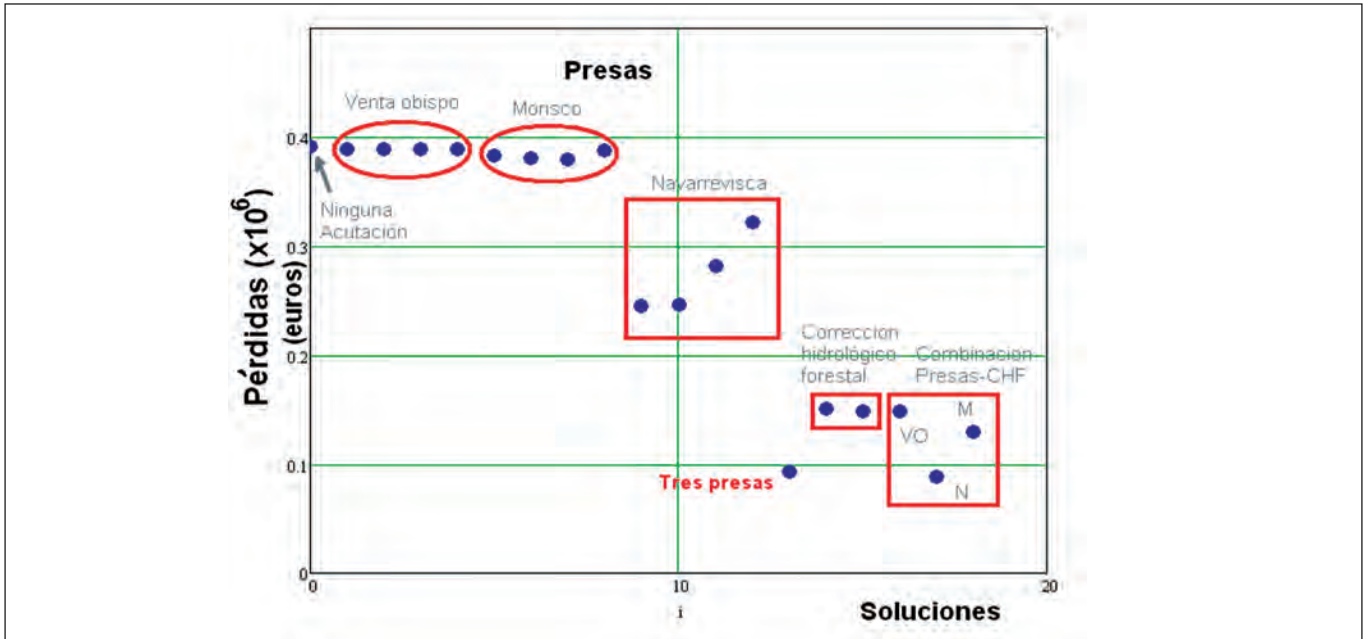 Presas
Venta obispo
Morisco
0.4
Navarrevisca
Ninguna
Acutación
0.3
Pérdidas (x10⁶)
(euros)
0.2
Correccion
hidrológico
forestal
Combinacion
Presas-CHF
M
VO
0.1
Tres presas
N
0
0
10
20
i
Soluciones